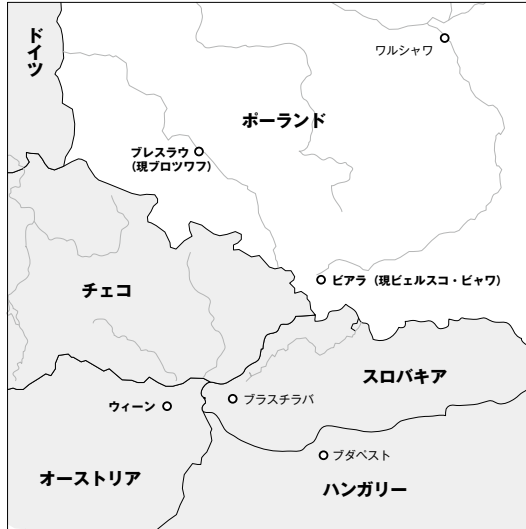 ドイツ
ワルシャワ
ポーランド
ブレスラウ
（現ブロツワフ）
ビアラ（現ビェルスコ・ビャワ）
チェコ
スロバキア
ウィーン
ブラスチラバ
ブダペスト
オーストリア
ハンガリー